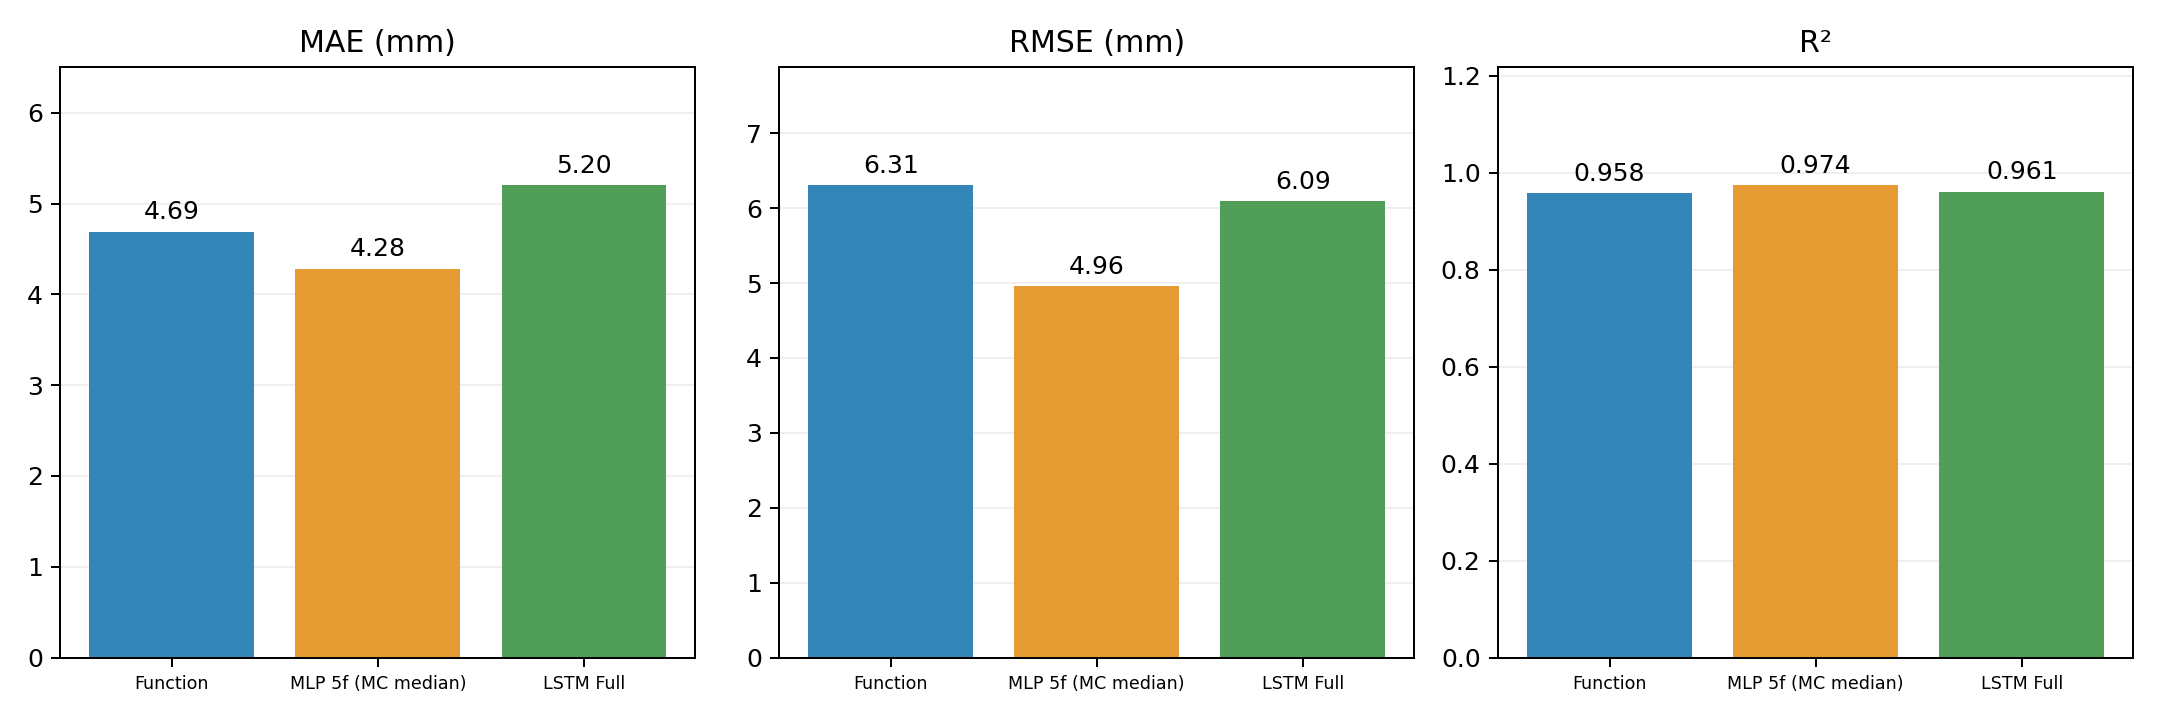 MAE (mm)
6
5
4
3
2
1
0
4.69
4.28
5.20
Function
MLP 5f (MC median)
LSTM Full
RMSE (mm)
7
6
5
4
3
2
1
0
6.31
4.96
6.09
Function
MLP 5f (MC median)
LSTM Full
R²
1.2
1.0
0.8
0.6
0.4
0.2
0.0
0.958
0.974
0.961
Function
MLP 5f (MC median)
LSTM Full